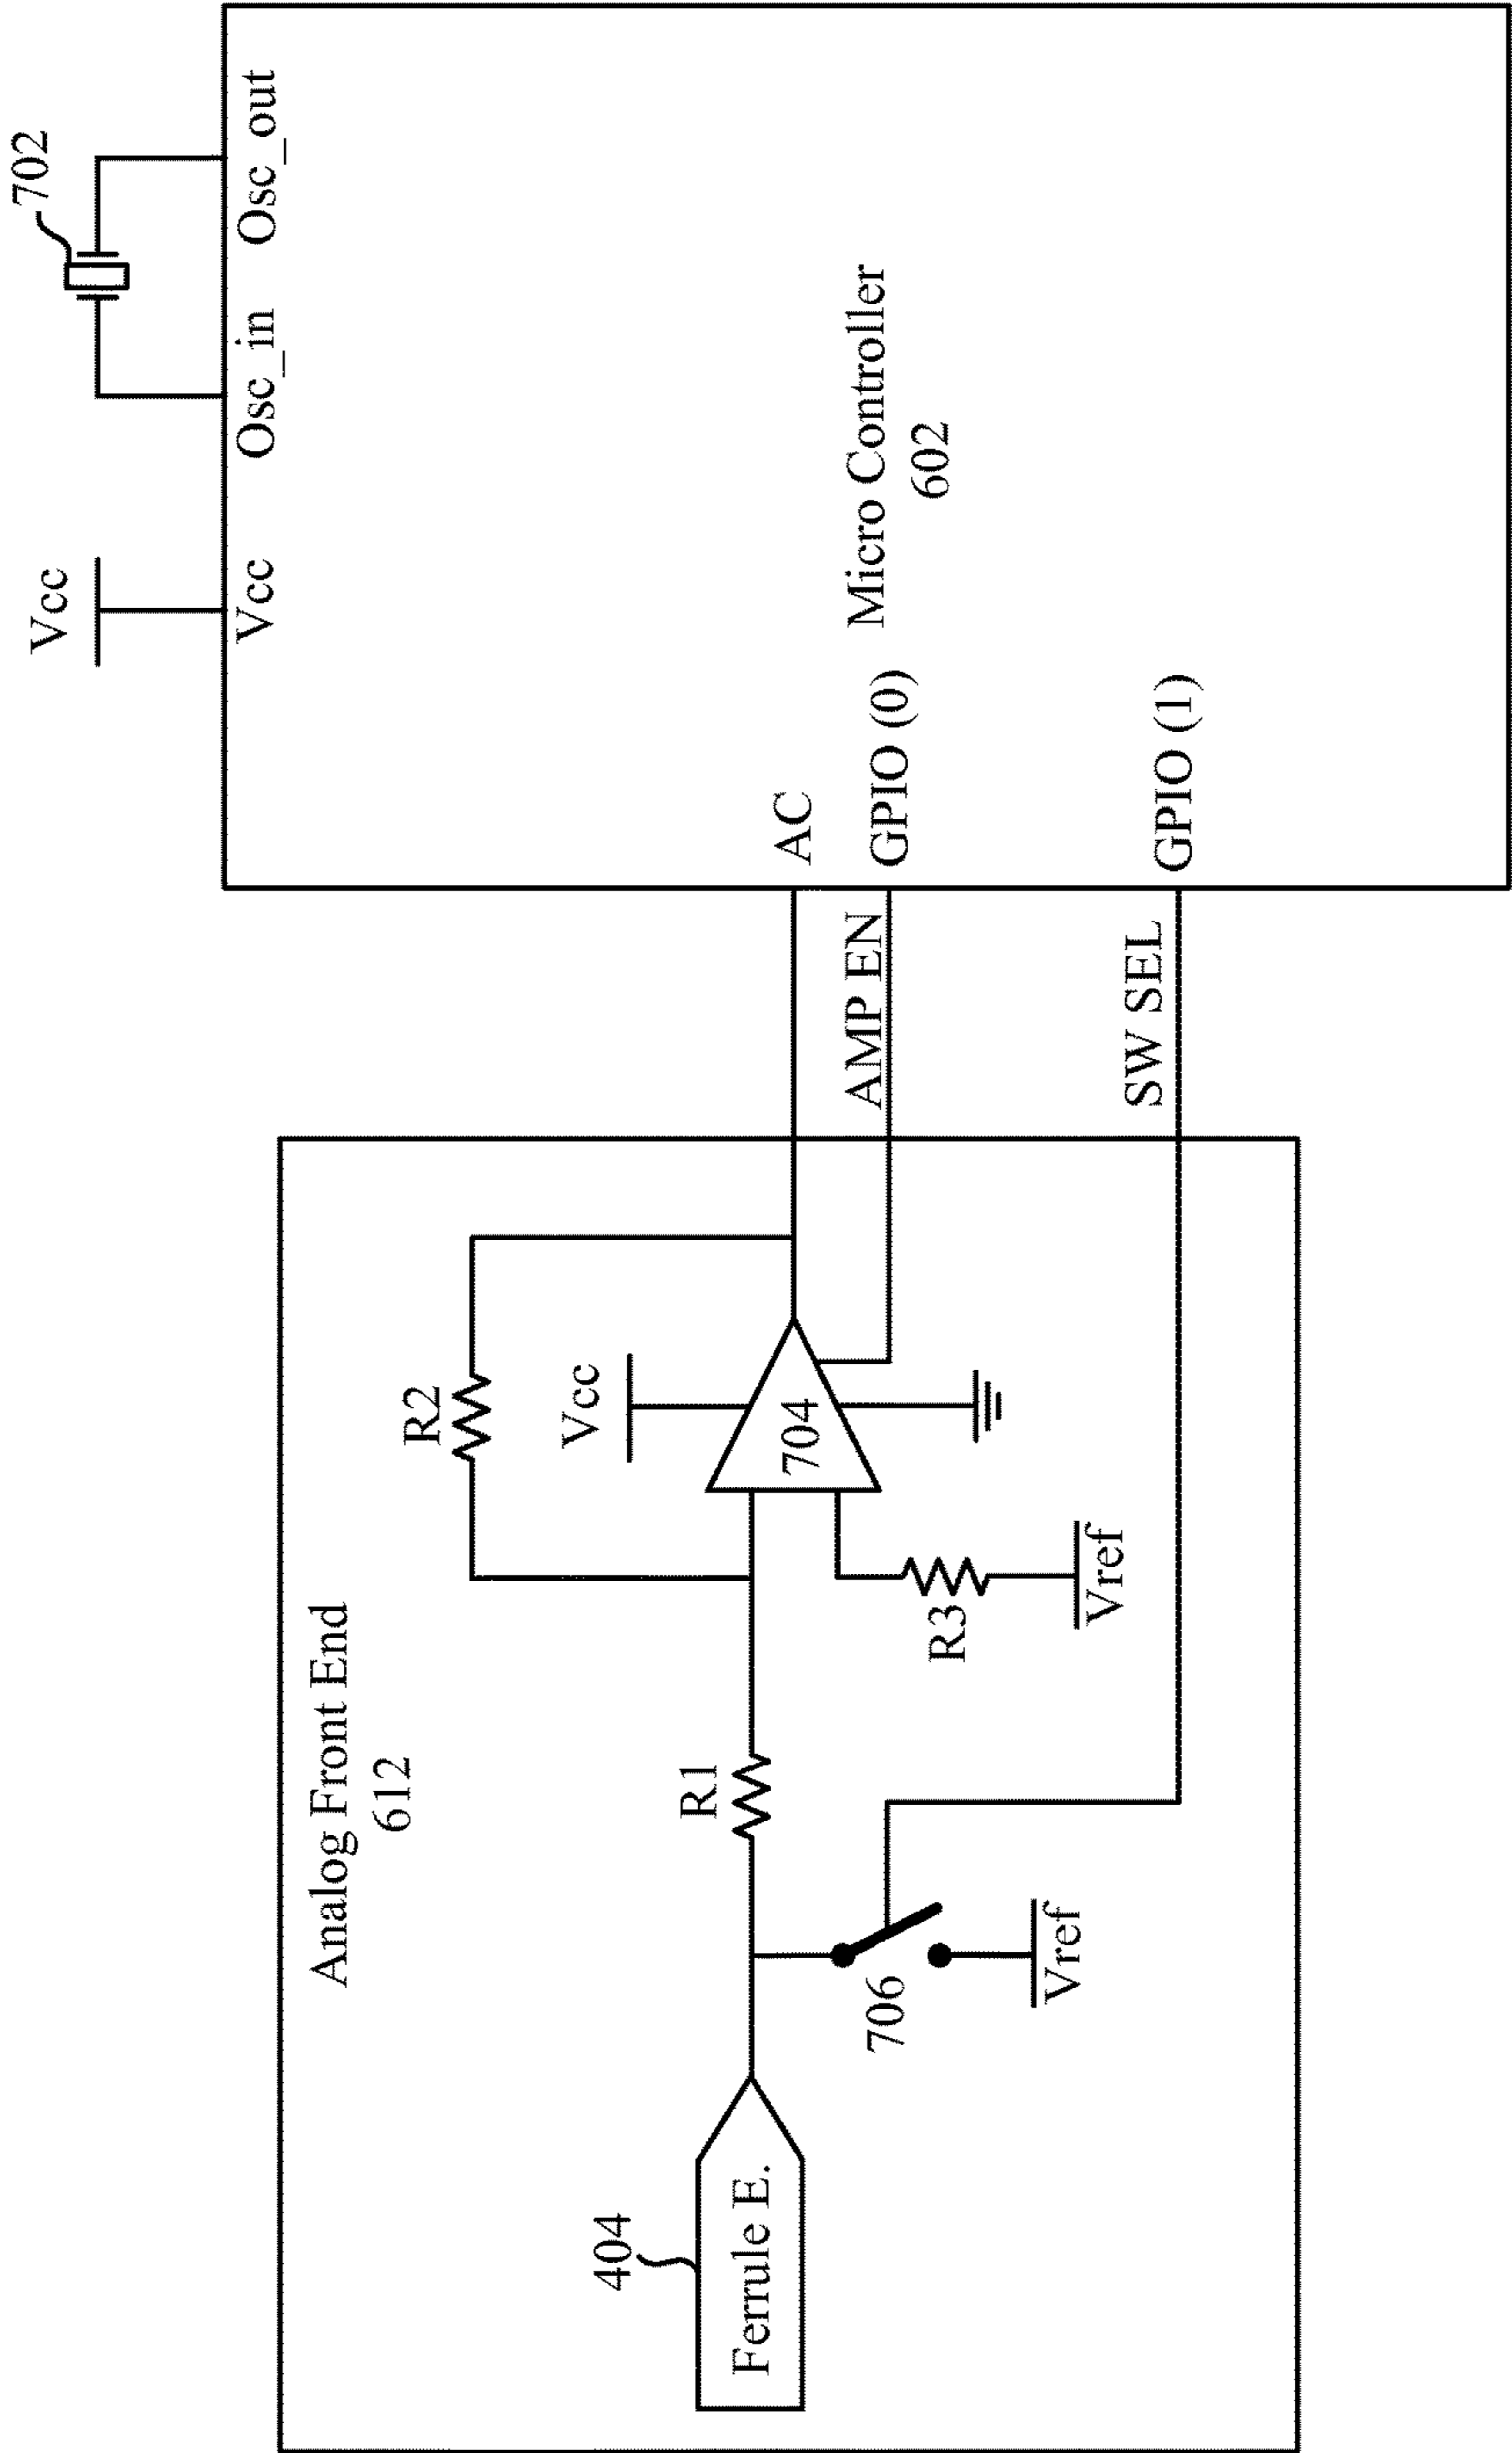 702
Vcc
Vcc
Osc_in
Osc_out
Micro Controller
602
AC
GPIO (0)
GPIO (1)
AMP EN
SW SEL
Analog Front End
612
R2
Vcc
704
R1
R3
Vref
706
Vref
404
Ferrule E.